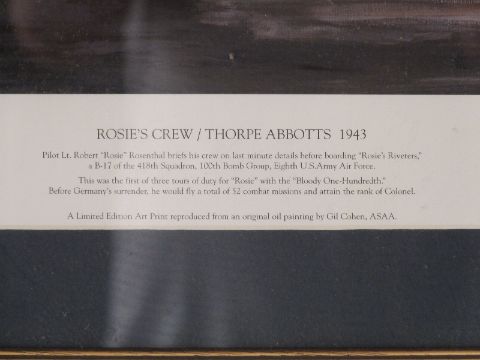 ROSIE'S CREW / THORPE ABBOTTS 1943
Pilot Lt. Robert "Rosie" Rosenthal briefs his crew on last minute details before boarding "Rosie's Riveters,"
a B-17 of the 418th Squadron, 100th Bomb Group, Eighth U.S.Army Air Force.
This was the first of three tours of duty for "Rosie" with the "Bloody One-Hundredth."
Before Germany's surrender, he would fly a total of 52 combat missions and attain the rank of Colonel.
A Limited Edition Art Print reproduced from an original oil painting by Gil Cohen, ASAA.